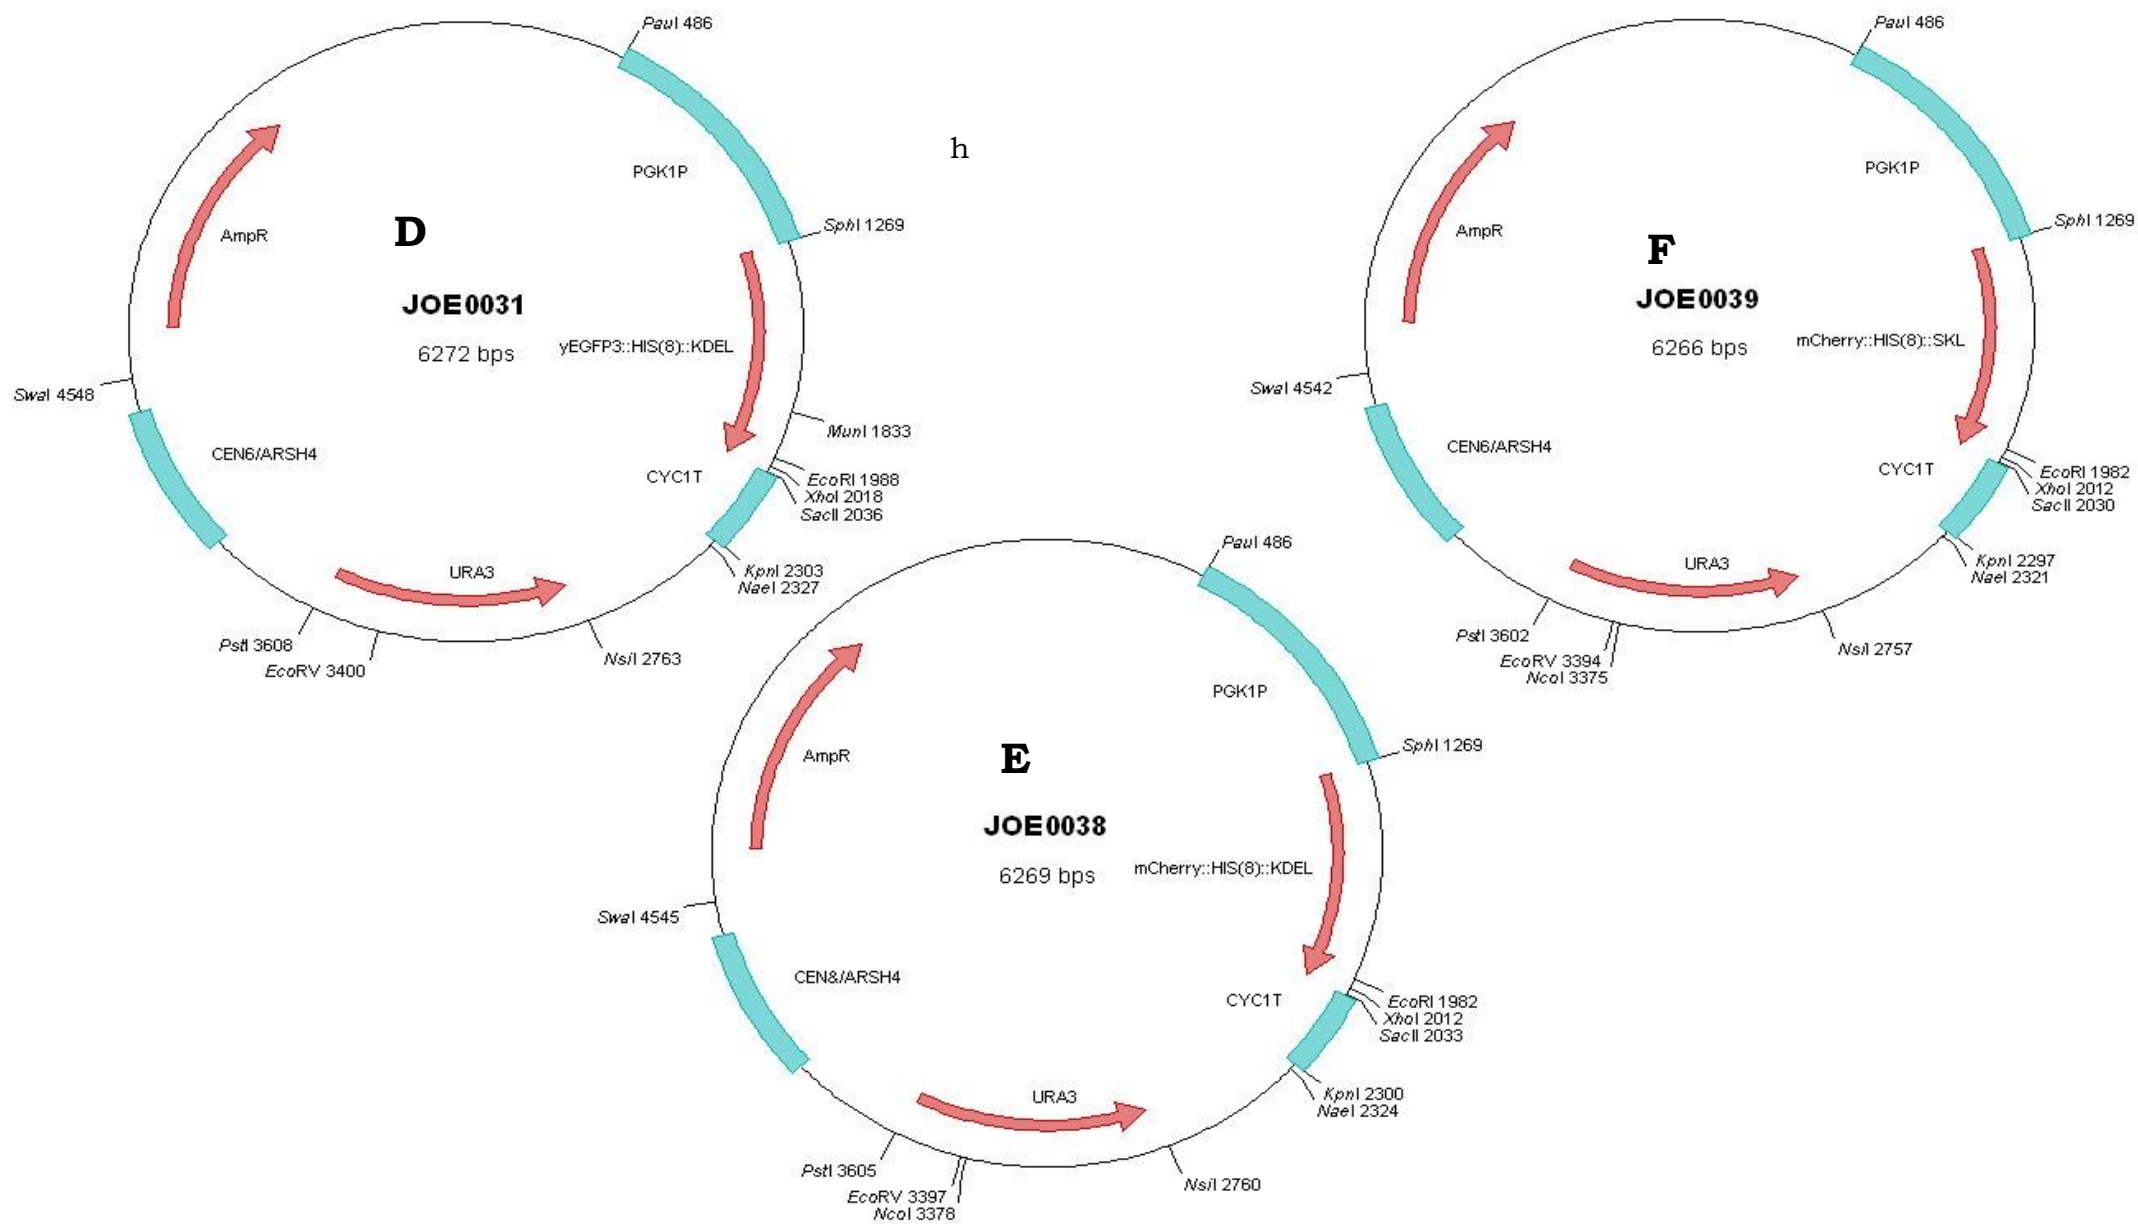 PauI 486
PGK1P
SphI 1269
AmpR
D
JOE0031
6272 bps
yEGFP3::HIS(8)::KDEL
MunI 1833
SwaI 4548
CEN6/ARSH4
CYC1T
EcoRI 1988
XhoI 2018
SacII 2036
URA3
KpnI 2303
NaeI 2327
PstI 3608
EcoRV 3400
NsiI 2763
h
PauI 486
PGK1P
SphI 1269
AmpR
F
JOE0039
6266 bps
mCherry::HIS(8)::SKL
SwaI 4542
CEN6/ARSH4
CYC1T
EcoRI 1982
XhoI 2012
SacII 2030
URA3
KpnI 2297
NaeI 2321
PstI 3602
EcoRV 3394
NcoI 3375
NsiI 2757
PauI 486
PGK1P
SphI 1269
AmpR
E
JOE0038
6269 bps
mCherry::HIS(8)::KDEL
SwaI 4545
CEN&/ARSH4
CYC1T
EcoRI 1982
XhoI 2012
SacII 2033
URA3
KpnI 2300
NaeI 2324
PstI 3605
EcoRV 3397
NcoI 3378
NsiI 2760